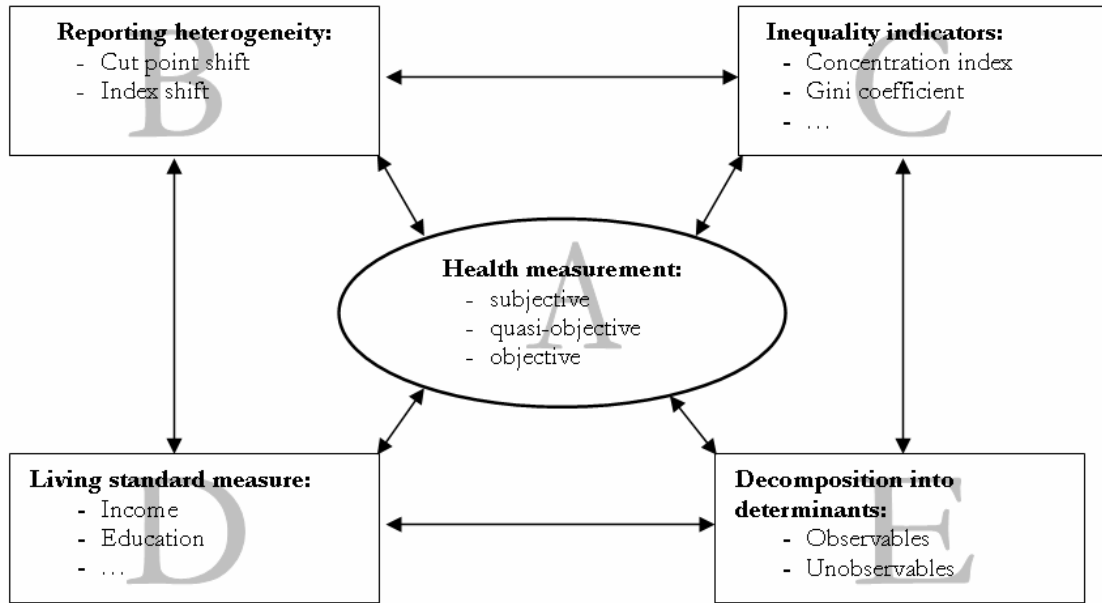 B
Reporting heterogeneity:
- Cut point shift
- Index shift
C
Inequality indicators:
- Concentration index
- Gini coefficient
- …
A
Health measurement:
- subjective
- quasi-objective
- objective
D
Living standard measure:
- Income
- Education
- …
E
Decomposition into
determinants:
- Observables
- Unobservables